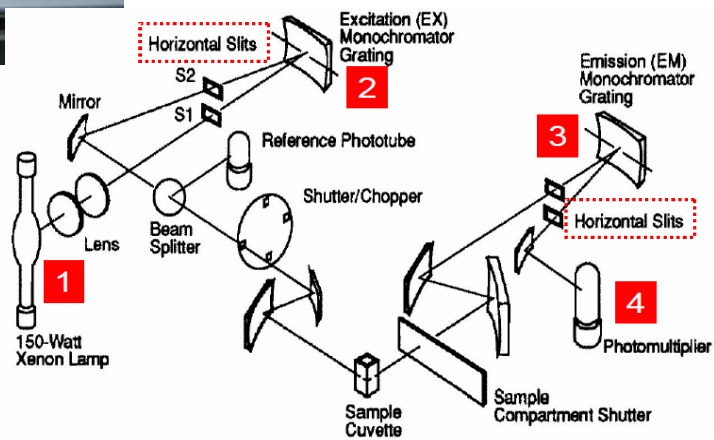 Excitation (EX)
Monochromator
Grating
Horizontal Slits
S2
S1
2
Mirror
Emission (EM)
Monochromator
Grating
3
Reference Phototube
Shutter/Chopper
Beam
Splitter
Lens
1
150-Watt
Xenon Lamp
Horizontal Slits
4
Photomultiplier
Sample
Cuvette
Sample
Compartment Shutter